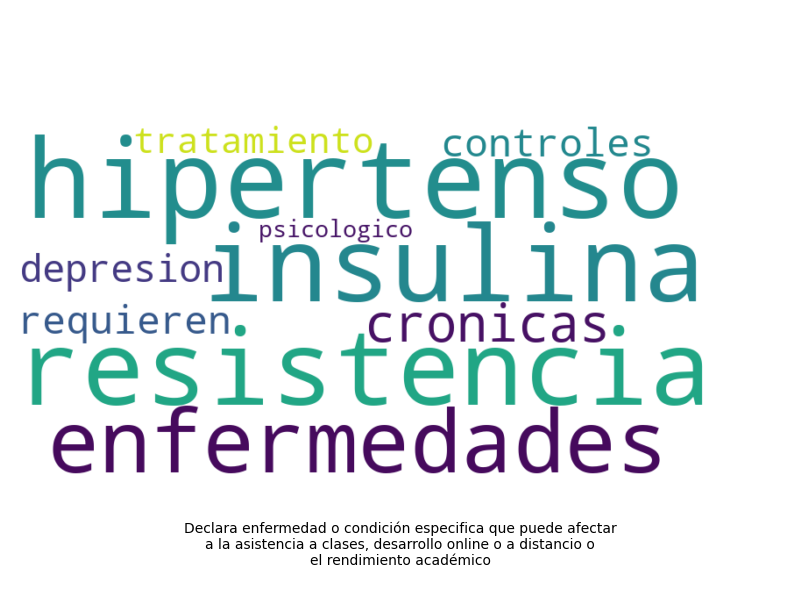 tratamiento controles
hipertenso
psicologico
depresion insulina
requieren cronicas
resistencia
enfermedades
Declara enfermedad o condición especifica que puede afectar
a la asistencia a clases, desarrollo online o a distancio o
el rendimiento académico